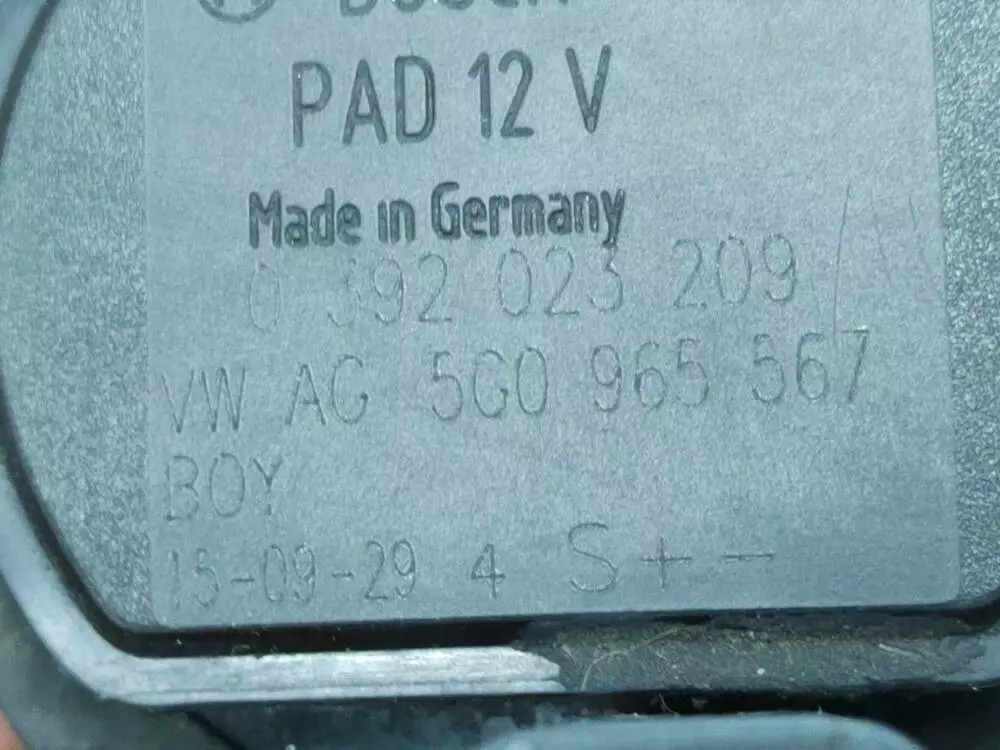 BOSCH
PAD 12 V
Made in Germany
0 392 023 209
VW AG 5G0 965 567
BOY
15-09-29 4 S + -